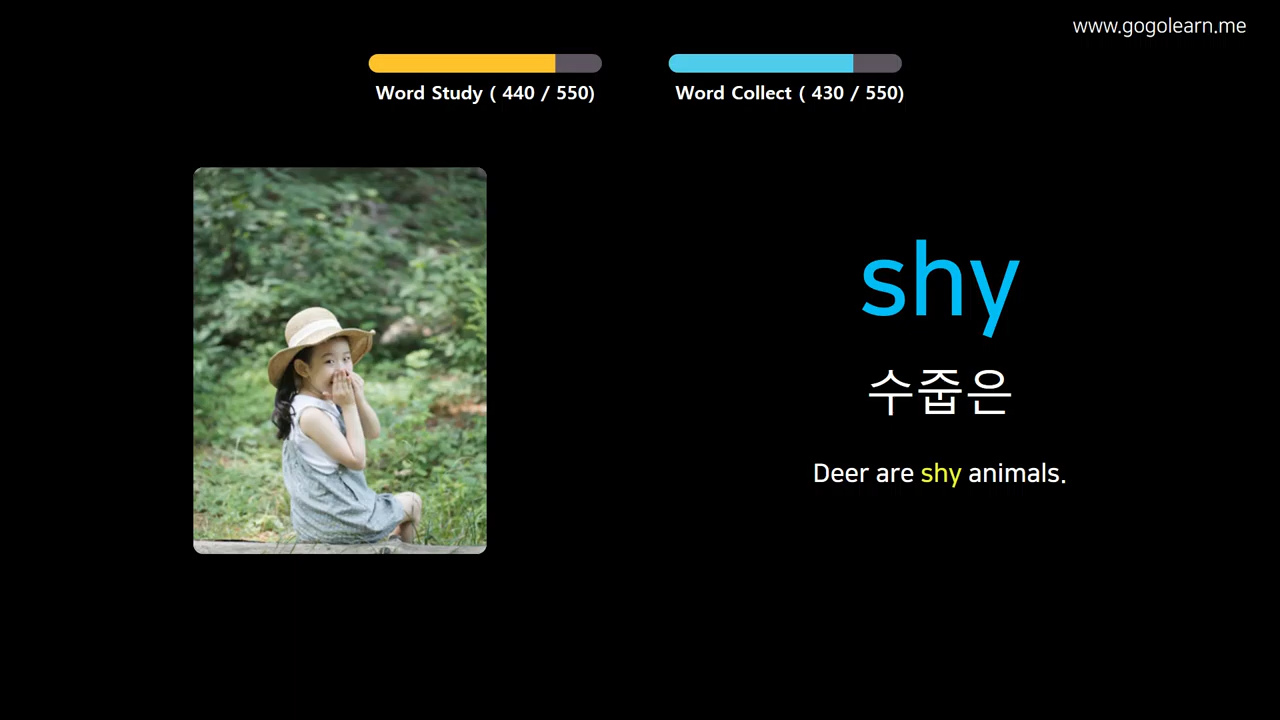 www.gogolearn.me
Word Study ( 440 / 550)
Word Collect ( 430 / 550)
shy
수줍은
Deer are shy animals.